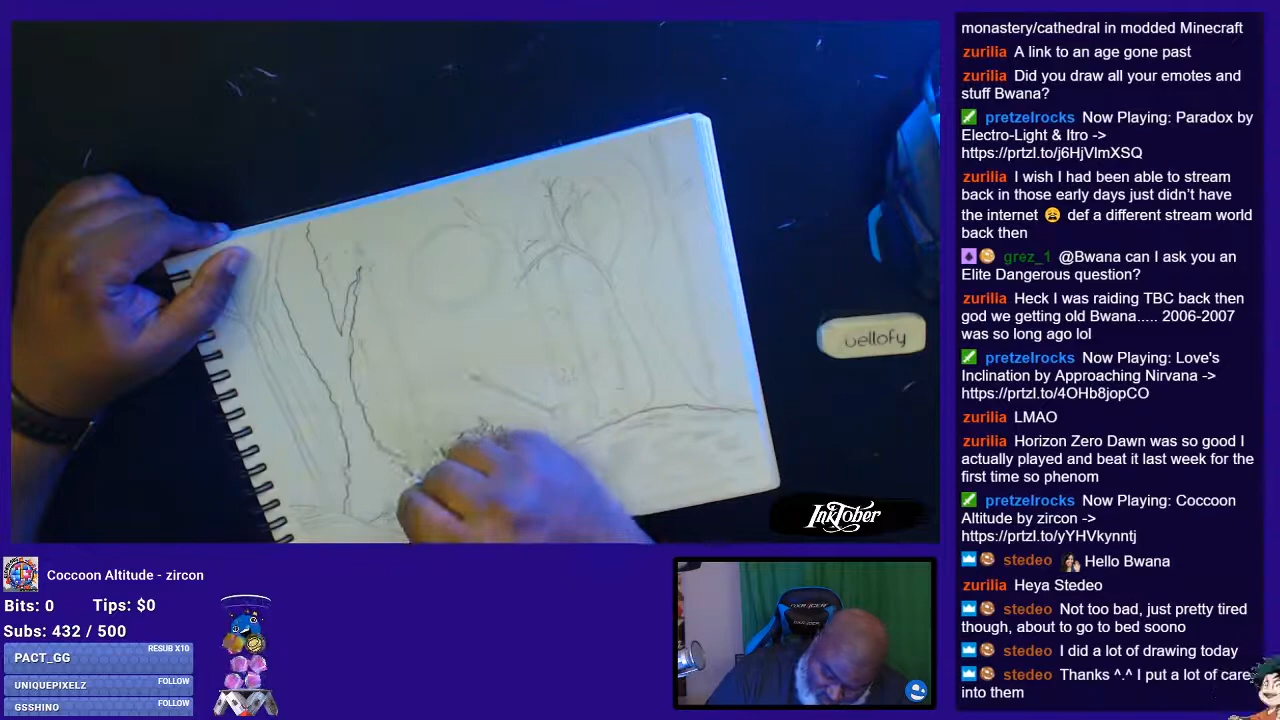 monastery/cathedral in modded Minecraft
zurilia A link to an age gone past
zurilia Did you draw all your emotes and
stuff Bwana?
pretzelrocks Now Playing: Paradox by
Electro-Light & Itro ->
https://prtzl.to/j6HjVlmXSQ
zurilia I wish I had been able to stream
back in those early days just didn't have
the internet 😩 def a different stream world
back then
grez_1 @Bwana can I ask you an
Elite Dangerous question?
zurilia Heck I was raiding TBC back then
god we getting old Bwana..... 2006-2007
was so long ago lol
pretzelrocks Now Playing: Love's
Inclination by Approaching Nirvana ->
https://prtzl.to/4OHb8jopCO
zurilia LMAO
zurilia Horizon Zero Dawn was so good I
actually played and beat it last week for the
first time so phenom
pretzelrocks Now Playing: Coccoon
Altitude by zircon ->
https://prtzl.to/yYHVkynntj
stedeo Hello Bwana
zurilia Heya Stedeo
stedeo Not too bad, just pretty tired
though, about to go to bed soono
stedeo I did a lot of drawing today
stedeo Thanks ^.^ I put a lot of care
into them
vellofy
InkTober
Coccoon Altitude - zircon
Bits: 0 Tips: $0
Subs: 432 / 500
RESUB X10
PACT_GG
UNIQUEPIXELZ FOLLOW
GSSHINO FOLLOW